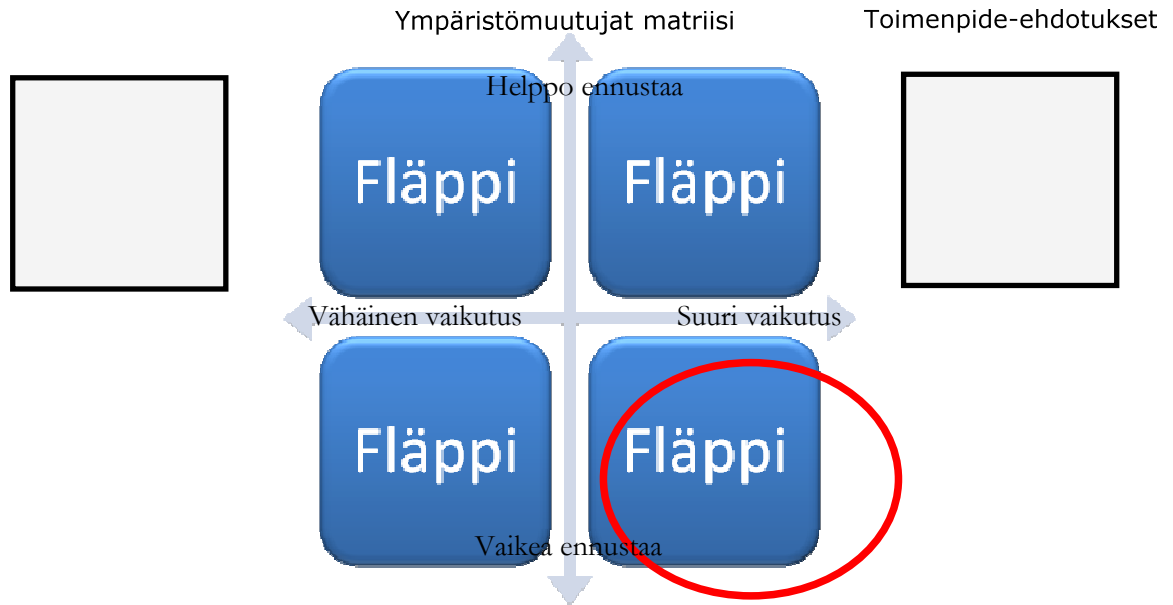 Ympäristömuutujat matriisi
Toimenpide-ehdotukset
Helppo ennustaa
Fläppi
Fläppi
Vähäinen vaikutus
Suuri vaikutus
Fläppi
Fläppi
Vaikea ennustaa